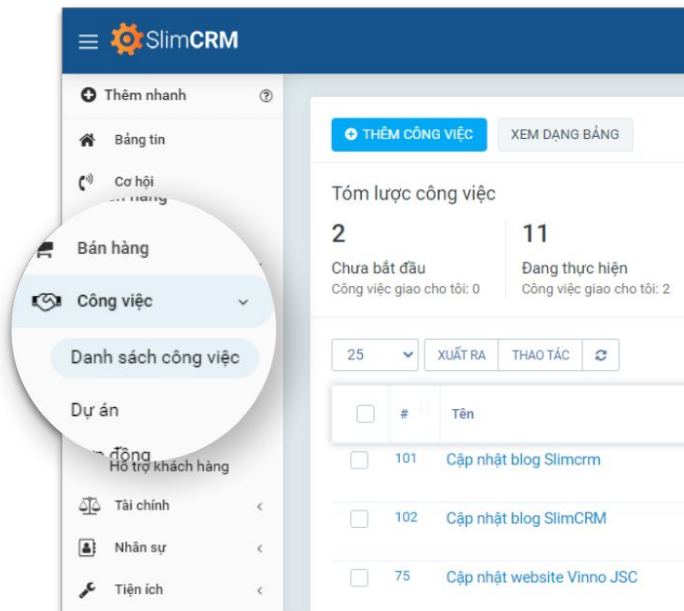 SlimCRM
Thêm nhanh
Bảng tin
Cơ hội
Bán hàng
Công việc
Danh sách công việc
Dự án
Hỗ trợ khách hàng
Tài chính
Nhân sự
Tiện ích
THÊM CÔNG VIỆC XEM DẠNG BẢNG
Tóm lược công việc
2 11
Chưa bắt đầu Đang thực hiện
Công việc giao cho tôi: 0 Công việc giao cho tôi: 2
25 XUẤT RA THAO TÁC
# Tên
101 Cập nhật blog Slimcrm
102 Cập nhật blog SlimCRM
75 Cập nhật website Vinno JSC